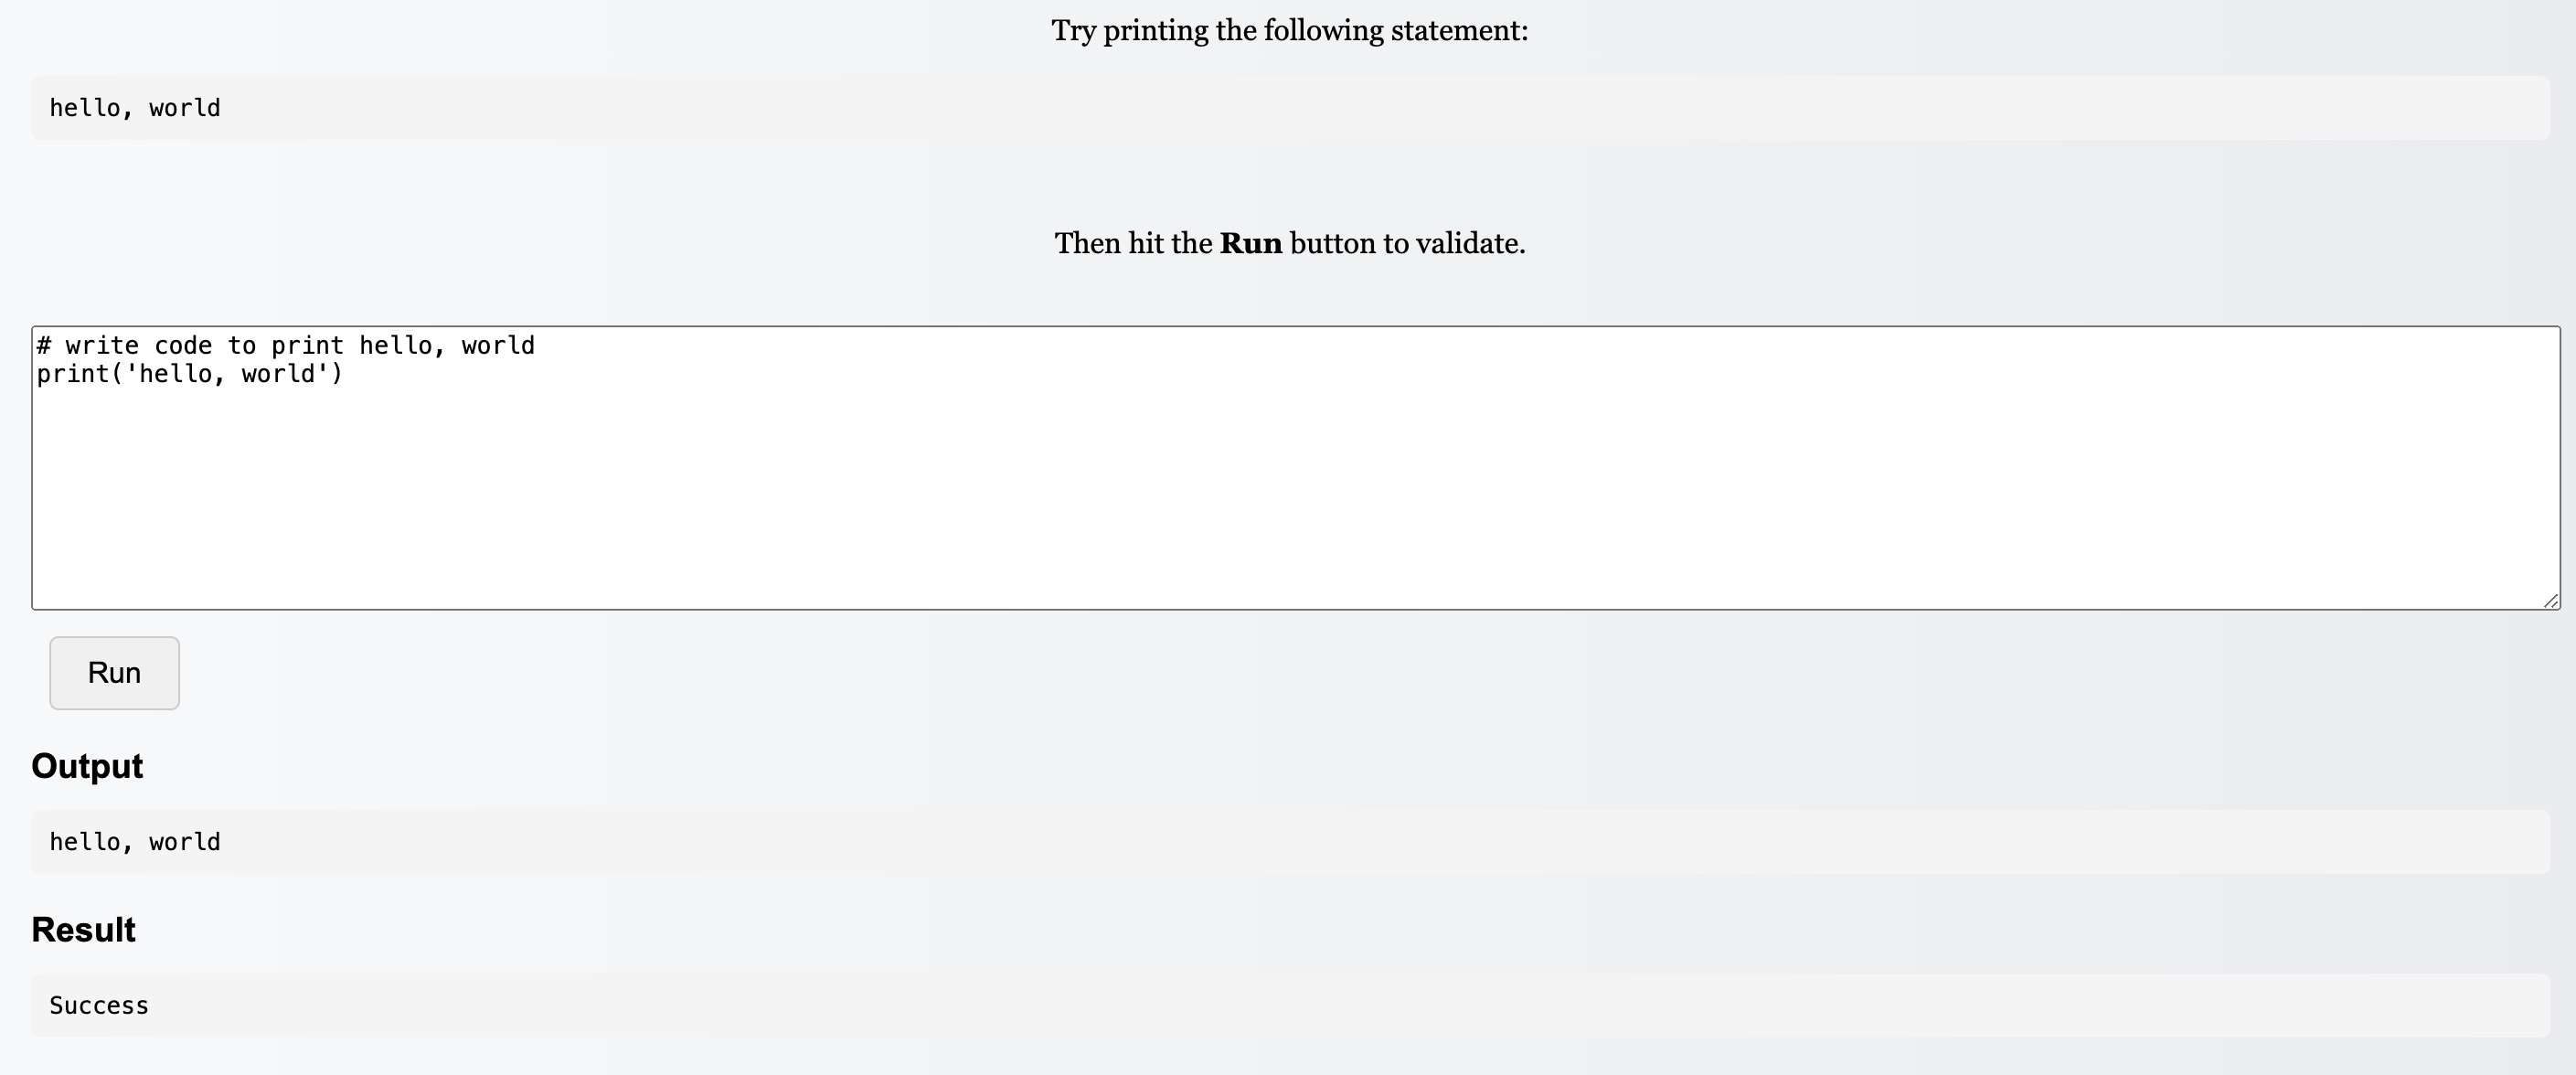 Try printing the following statement:
hello, world
Then hit the Run button to validate.
# write code to print hello, world
print('hello, world')
Run
Output
hello, world
Result
Success